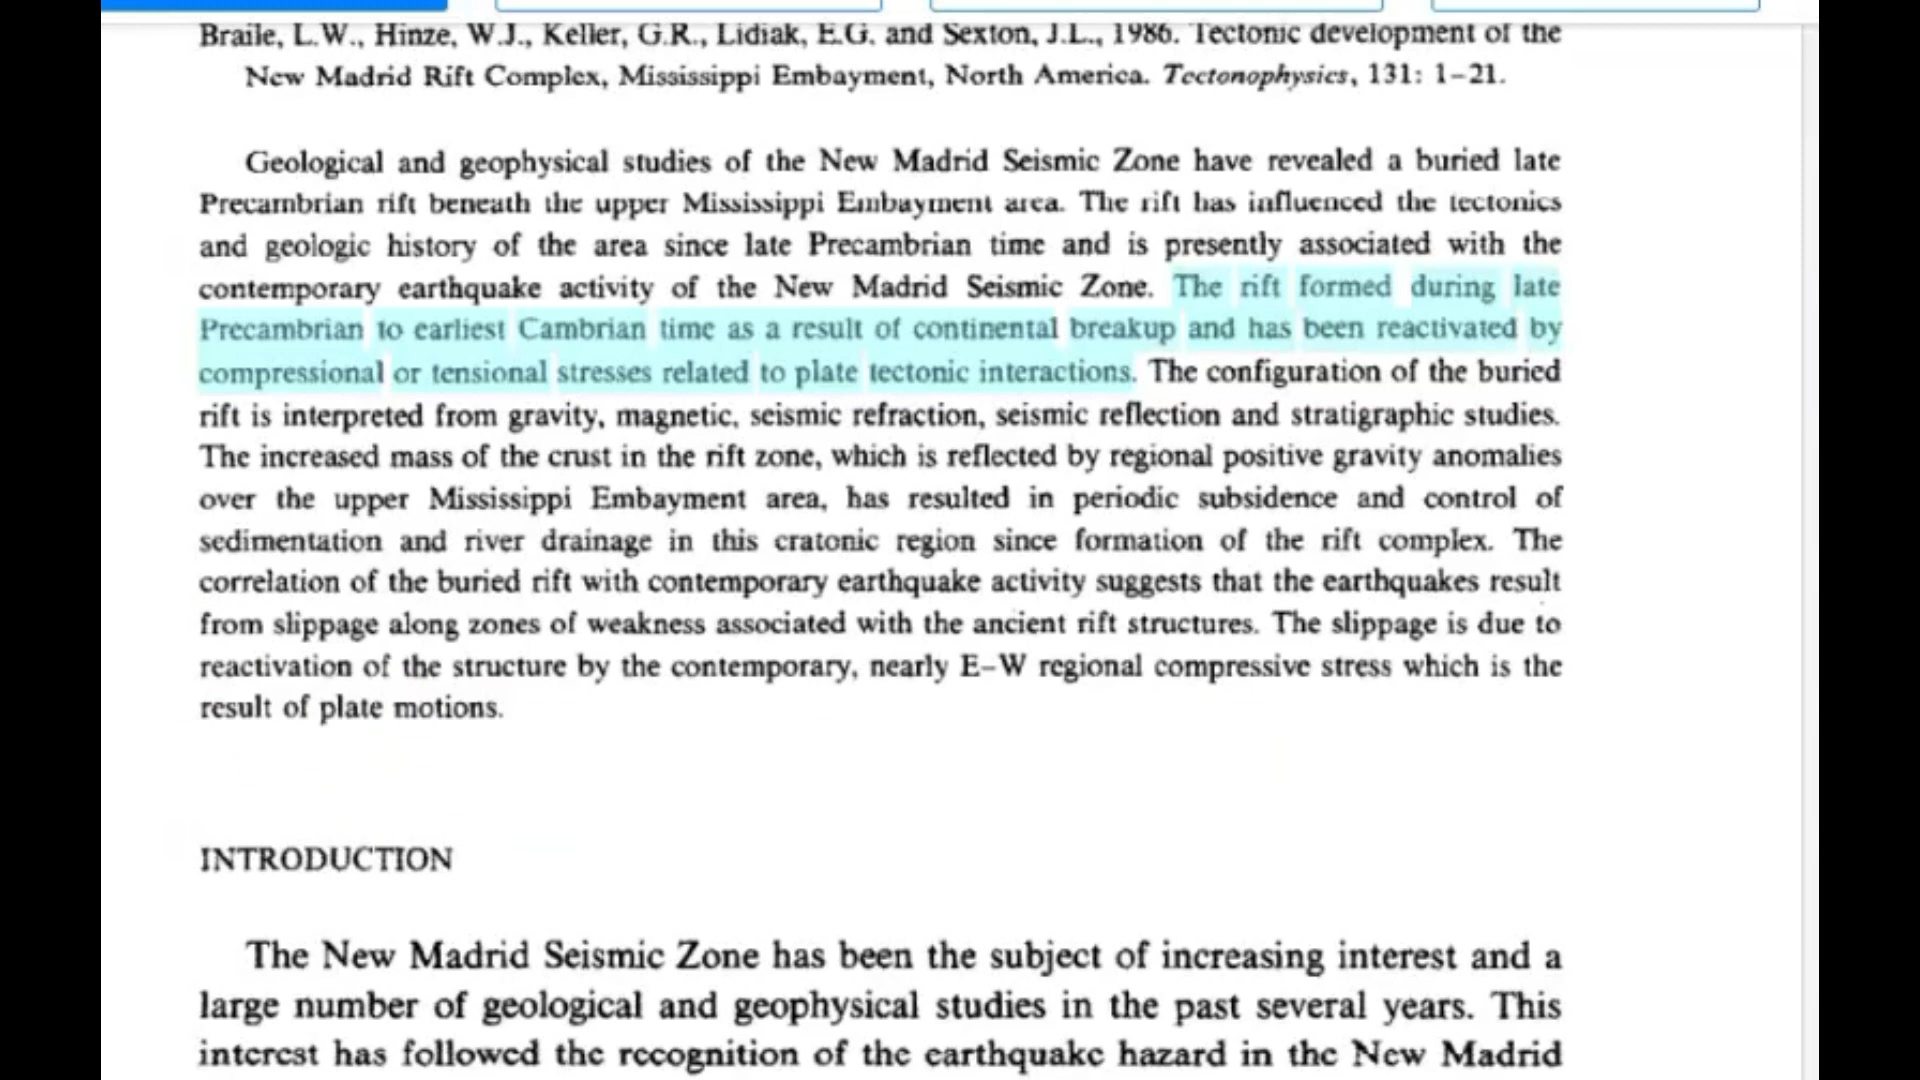 Braile, L.W., Hinze, W.J., Keller, G.R., Lidiak, E.G. and Sexton, J.L., 1986. Tectonic development of the
New Madrid Rift Complex, Mississippi Embayment, North America. Tectonophysics, 131: 1–21.
Geological and geophysical studies of the New Madrid Seismic Zone have revealed a buried late
Precambrian rift beneath the upper Mississippi Embayment area. The rift has influenced the tectonics
and geologic history of the area since late Precambrian time and is presently associated with the
contemporary earthquake activity of the New Madrid Seismic Zone. The rift formed during late
Precambrian to earliest Cambrian time as a result of continental breakup and has been reactivated by
compressional or tensional stresses related to plate tectonic interactions. The configuration of the buried
rift is interpreted from gravity, magnetic, seismic refraction, seismic reflection and stratigraphic studies.
The increased mass of the crust in the rift zone, which is reflected by regional positive gravity anomalies
over the upper Mississippi Embayment area, has resulted in periodic subsidence and control of
sedimentation and river drainage in this cratonic region since formation of the rift complex. The
correlation of the buried rift with contemporary earthquake activity suggests that the earthquakes result
from slippage along zones of weakness associated with the ancient rift structures. The slippage is due to
reactivation of the structure by the contemporary, nearly E–W regional compressive stress which is the
result of plate motions.
INTRODUCTION
The New Madrid Seismic Zone has been the subject of increasing interest and a
large number of geological and geophysical studies in the past several years. This
interest has followed the recognition of the earthquake hazard in the New Madrid